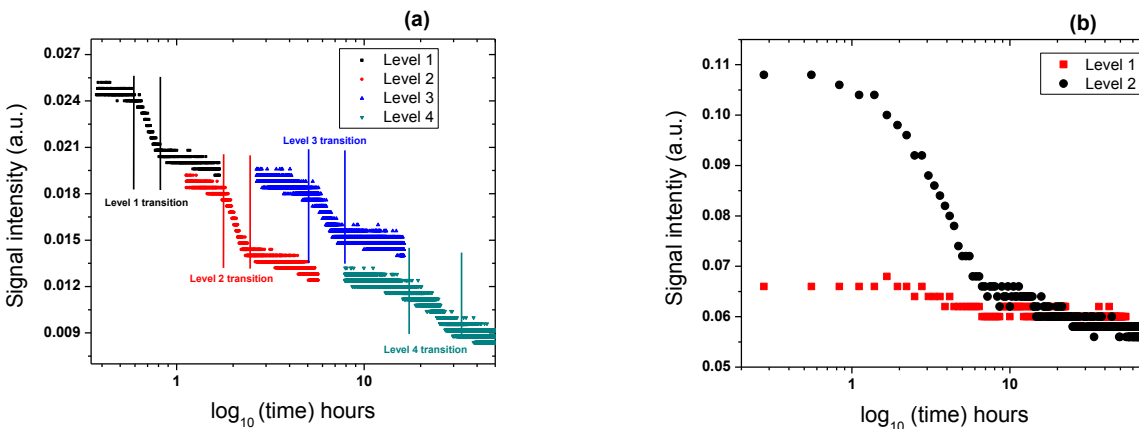 (a)
0.027
0.024
0.021
0.018
0.015
0.012
0.009
Signal intensity (a.u.)
Level 1
Level 2
Level 3
Level 4
Level 3 transition
Level 1 transition
Level 2 transition
Level 4 transition
1
10
log10 (time) hours
(b)
0.11
0.10
0.09
0.08
0.07
0.06
0.05
Signal intentiy (a.u.)
Level 1
Level 2
1
10
log10 (time) hours